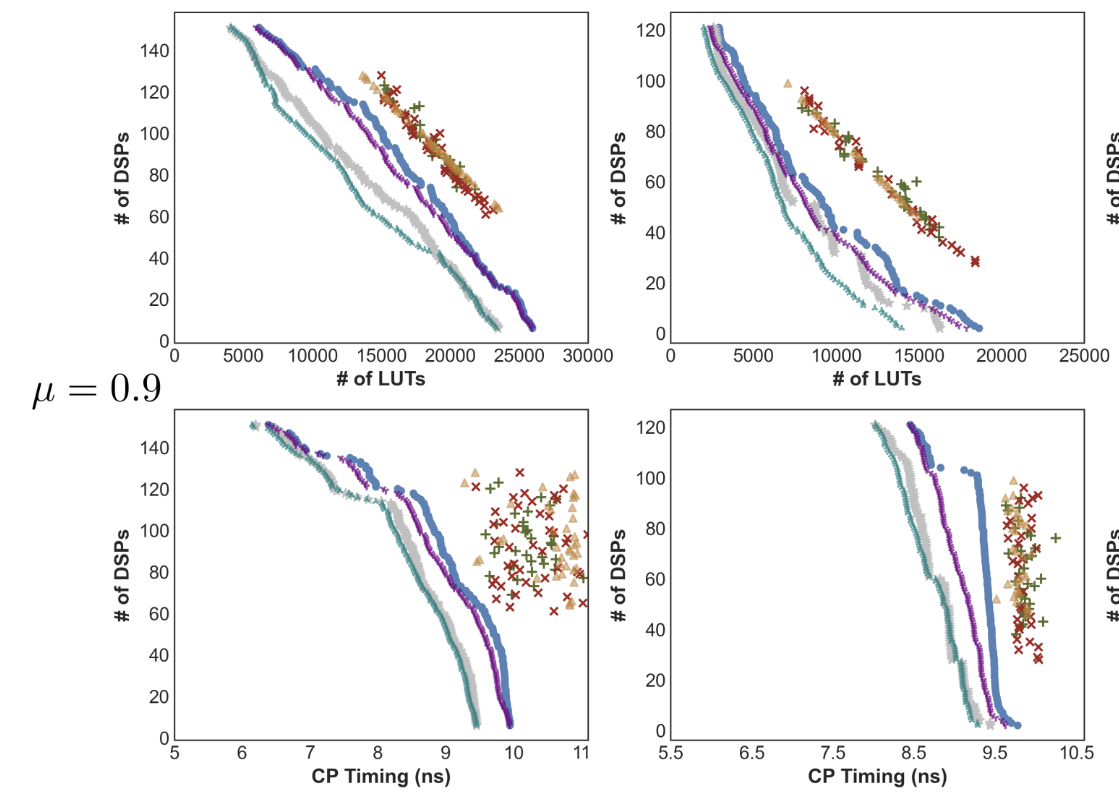 # of DSPs
140
120
100
80
60
40
20
0
0 5000 10000 15000 20000 25000 30000
# of LUTs
# of DSPs
120
100
80
60
40
20
0
0 5000 10000 15000 20000 25000
# of LUTs
# of DSPs
μ = 0.9
# of DSPs
140
120
100
80
60
40
20
0
5 6 7 8 9 10 11
CP Timing (ns)
# of DSPs
120
100
80
60
40
20
0
5.5 6.5 7.5 8.5 9.5 10.5
CP Timing (ns)
# of DSPs